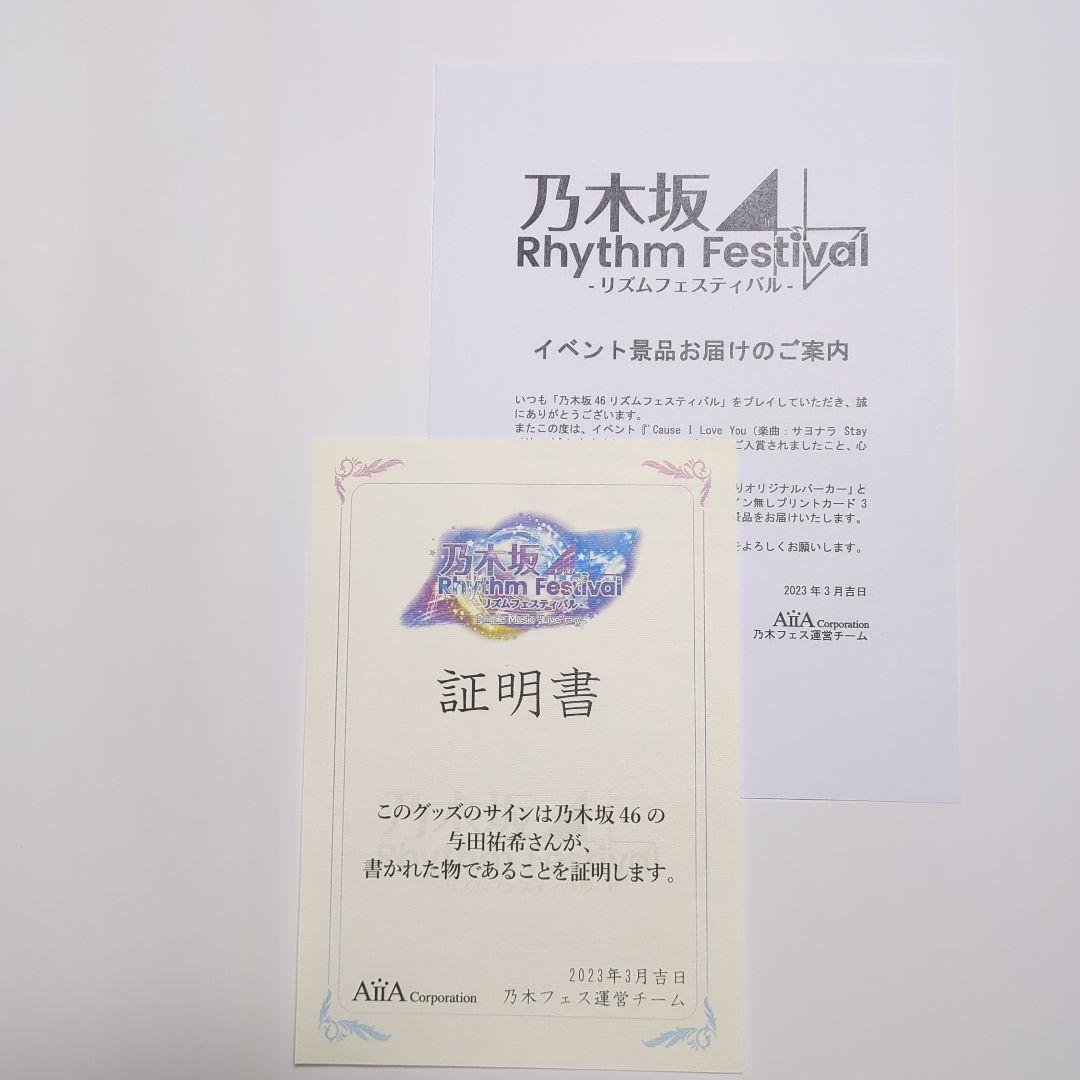 乃木坂46
Rhythm Festival
- リズムフェスティバル -
イベント景品お届けのご案内
いつも「乃木坂46リズムフェスティバル」をプレイしていただき、誠
にありがとうございます。
またこの度は、イベント『'Cause I Love You（楽曲：サヨナラ Stay
ご入賞されましたこと、心
りオリジナルパーカー」と
イン無しプリントカード3
景品をお届けいたします。
をよろしくお願いします。
2023年3月吉日
AiiA Corporation
乃木フェス運営チーム
乃木坂46
Rhythm Festival
- リズムフェスティバル -
Purple Music "Live"rary
証明書
このグッズのサインは乃木坂46の
与田祐希さんが、
書かれた物であることを証明します。
2023年3月吉日
AiiA Corporation 乃木フェス運営チーム